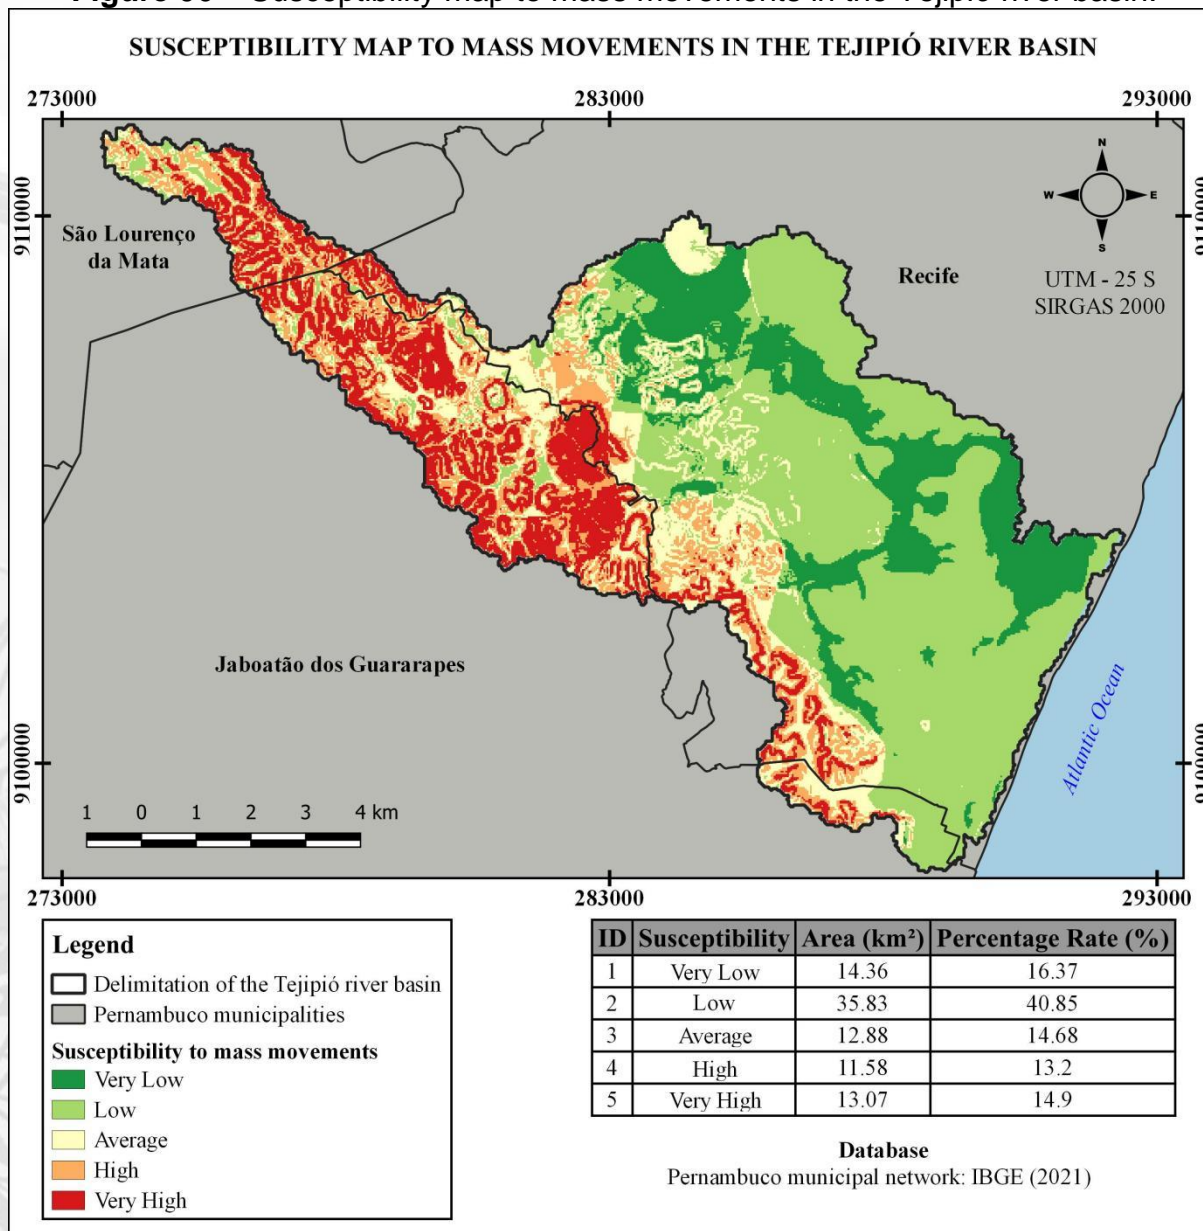 SUSCEPTIBILITY MAP TO MASS MOVEMENTS IN THE TEJIPIÓ RIVER BASIN
273000 283000 293000
N
W E
S
UTM - 25 S
SIRGAS 2000
9110000 9110000
São Lourenço
da Mata
Recife
Jaboatão dos Guararapes
Atlantic Ocean
9100000 9100000
1 0 1 2 3 4 km
273000 283000 293000
Legend
Delimitation of the Tejipió river basin
Pernambuco municipalities
Susceptibility to mass movements
Very Low
Low
Average
High
Very High
ID Susceptibility Area (km²) Percentage Rate (%)
1 Very Low 14.36 16.37
2 Low 35.83 40.85
3 Average 12.88 14.68
4 High 11.58 13.2
5 Very High 13.07 14.9
Database
Pernambuco municipal network: IBGE (2021)